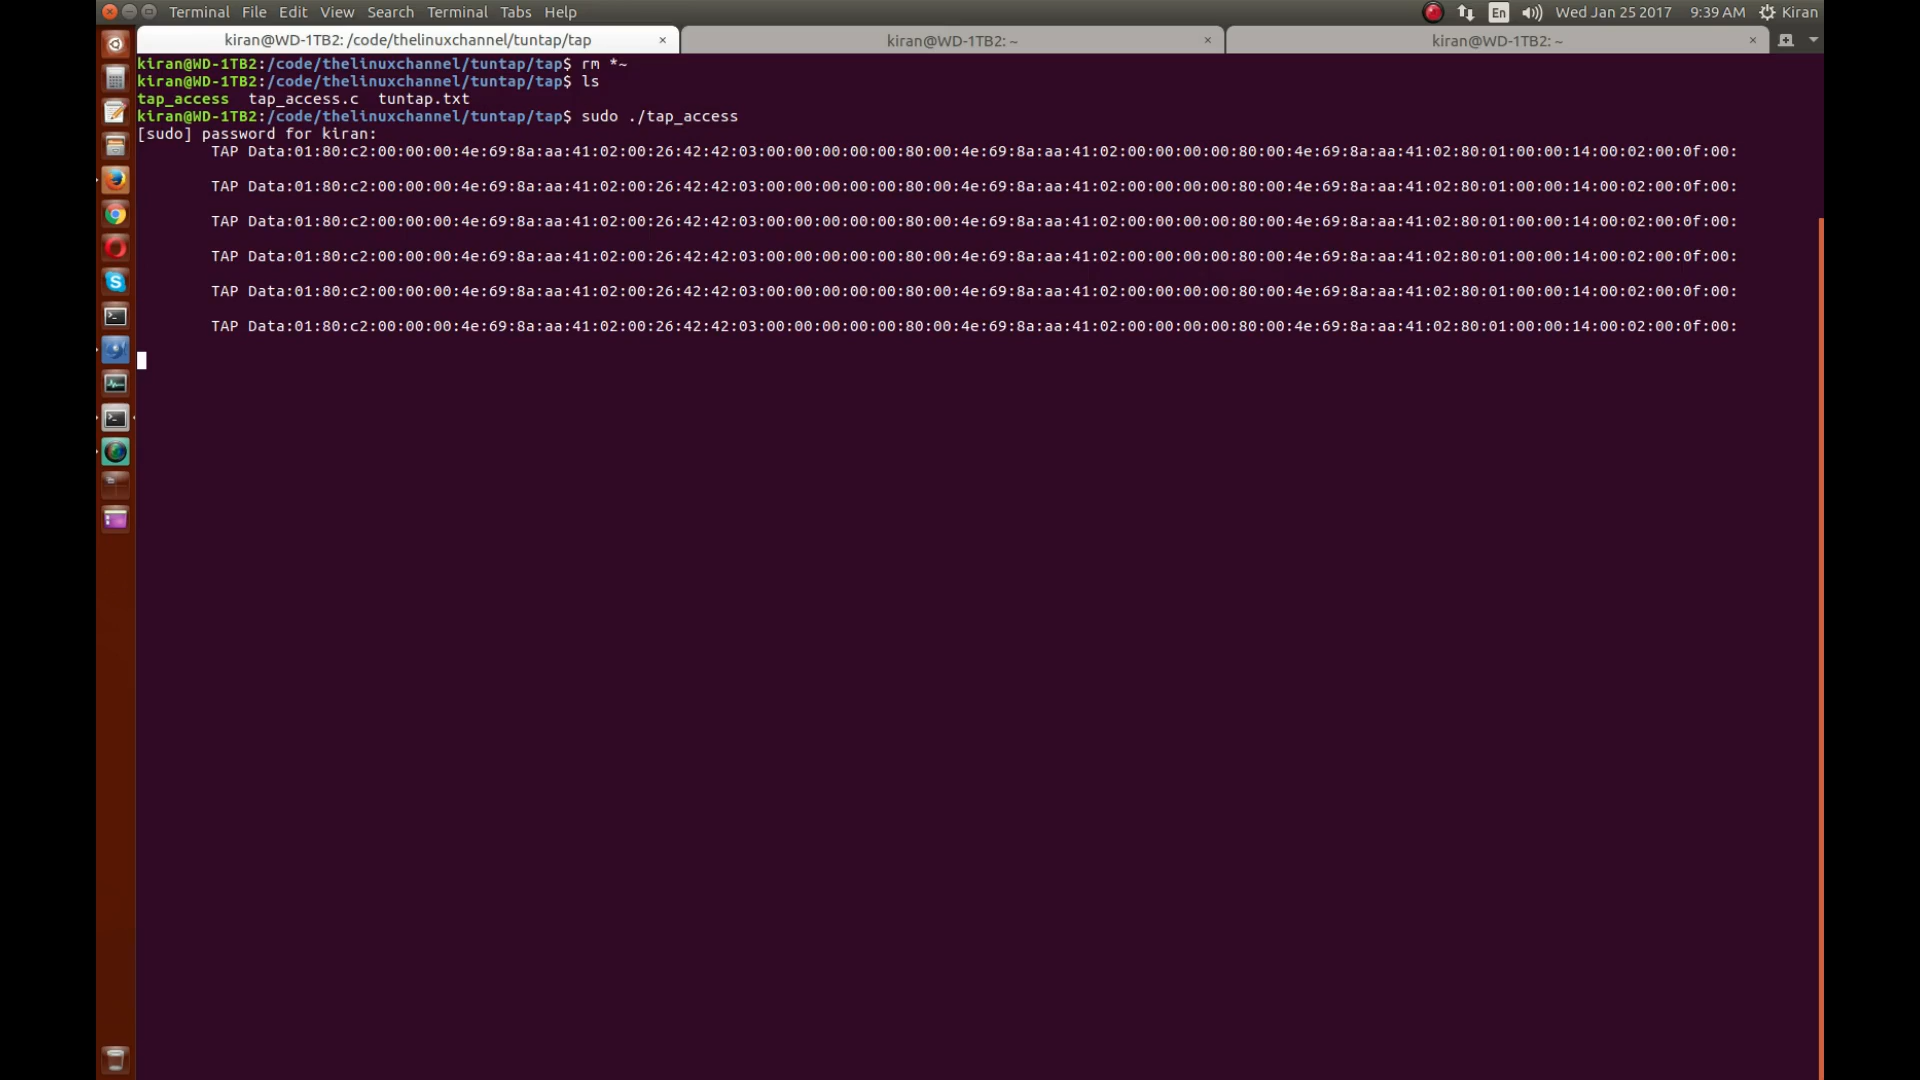 Terminal File Edit View Search Terminal Tabs Help En Wed Jan 25 2017 9:39 AM Kiran
kiran@WD-1TB2: /code/thelinuxchannel/tuntap/tap × kiran@WD-1TB2: ~ × kiran@WD-1TB2: ~ ×
kiran@WD-1TB2:/code/thelinuxchannel/tuntap/tap$ rm *~
kiran@WD-1TB2:/code/thelinuxchannel/tuntap/tap$ ls
tap_access tap_access.c tuntap.txt
kiran@WD-1TB2:/code/thelinuxchannel/tuntap/tap$ sudo ./tap_access
[sudo] password for kiran:
TAP Data:01:80:c2:00:00:00:4e:69:8a:aa:41:02:00:26:42:42:03:00:00:00:00:00:80:00:4e:69:8a:aa:41:02:00:00:00:00:80:00:4e:69:8a:aa:41:02:80:01:00:00:14:00:02:00:0f:00:
TAP Data:01:80:c2:00:00:00:4e:69:8a:aa:41:02:00:26:42:42:03:00:00:00:00:00:80:00:4e:69:8a:aa:41:02:00:00:00:00:80:00:4e:69:8a:aa:41:02:80:01:00:00:14:00:02:00:0f:00:
TAP Data:01:80:c2:00:00:00:4e:69:8a:aa:41:02:00:26:42:42:03:00:00:00:00:00:80:00:4e:69:8a:aa:41:02:00:00:00:00:80:00:4e:69:8a:aa:41:02:80:01:00:00:14:00:02:00:0f:00:
TAP Data:01:80:c2:00:00:00:4e:69:8a:aa:41:02:00:26:42:42:03:00:00:00:00:00:80:00:4e:69:8a:aa:41:02:00:00:00:00:80:00:4e:69:8a:aa:41:02:80:01:00:00:14:00:02:00:0f:00:
TAP Data:01:80:c2:00:00:00:4e:69:8a:aa:41:02:00:26:42:42:03:00:00:00:00:00:80:00:4e:69:8a:aa:41:02:00:00:00:00:80:00:4e:69:8a:aa:41:02:80:01:00:00:14:00:02:00:0f:00:
TAP Data:01:80:c2:00:00:00:4e:69:8a:aa:41:02:00:26:42:42:03:00:00:00:00:00:80:00:4e:69:8a:aa:41:02:00:00:00:00:80:00:4e:69:8a:aa:41:02:80:01:00:00:14:00:02:00:0f:00: